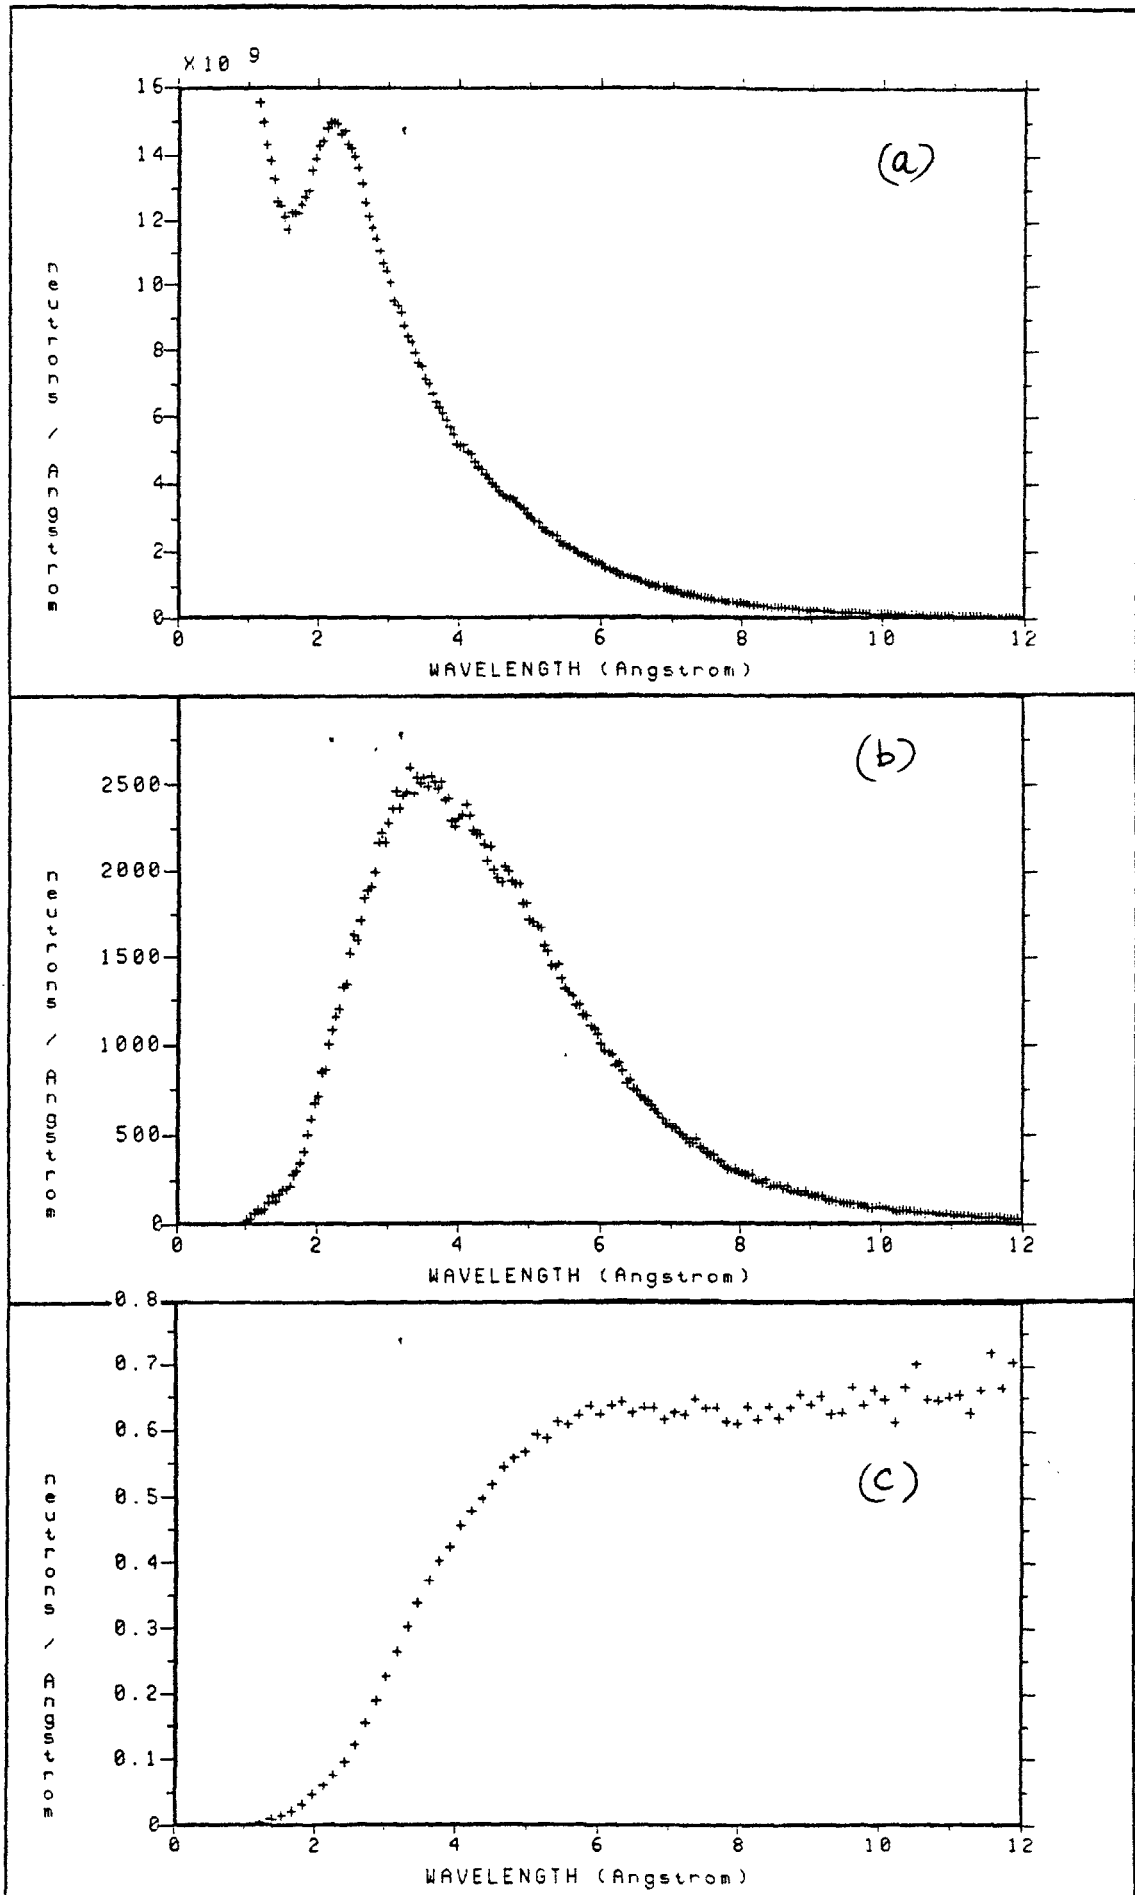 ×10 9
16
14
12
10
8
6
4
2
0
0 2 4 6 8 10 12
WAVELENGTH (Angstrom)
neutrons / Angstrom
(a)
2500
2000
1500
1000
500
0
0 2 4 6 8 10 12
WAVELENGTH (Angstrom)
neutrons / Angstrom
(b)
0.8
0.7
0.6
0.5
0.4
0.3
0.2
0.1
0
0 2 4 6 8 10 12
WAVELENGTH (Angstrom)
neutrons / Angstrom
(c)